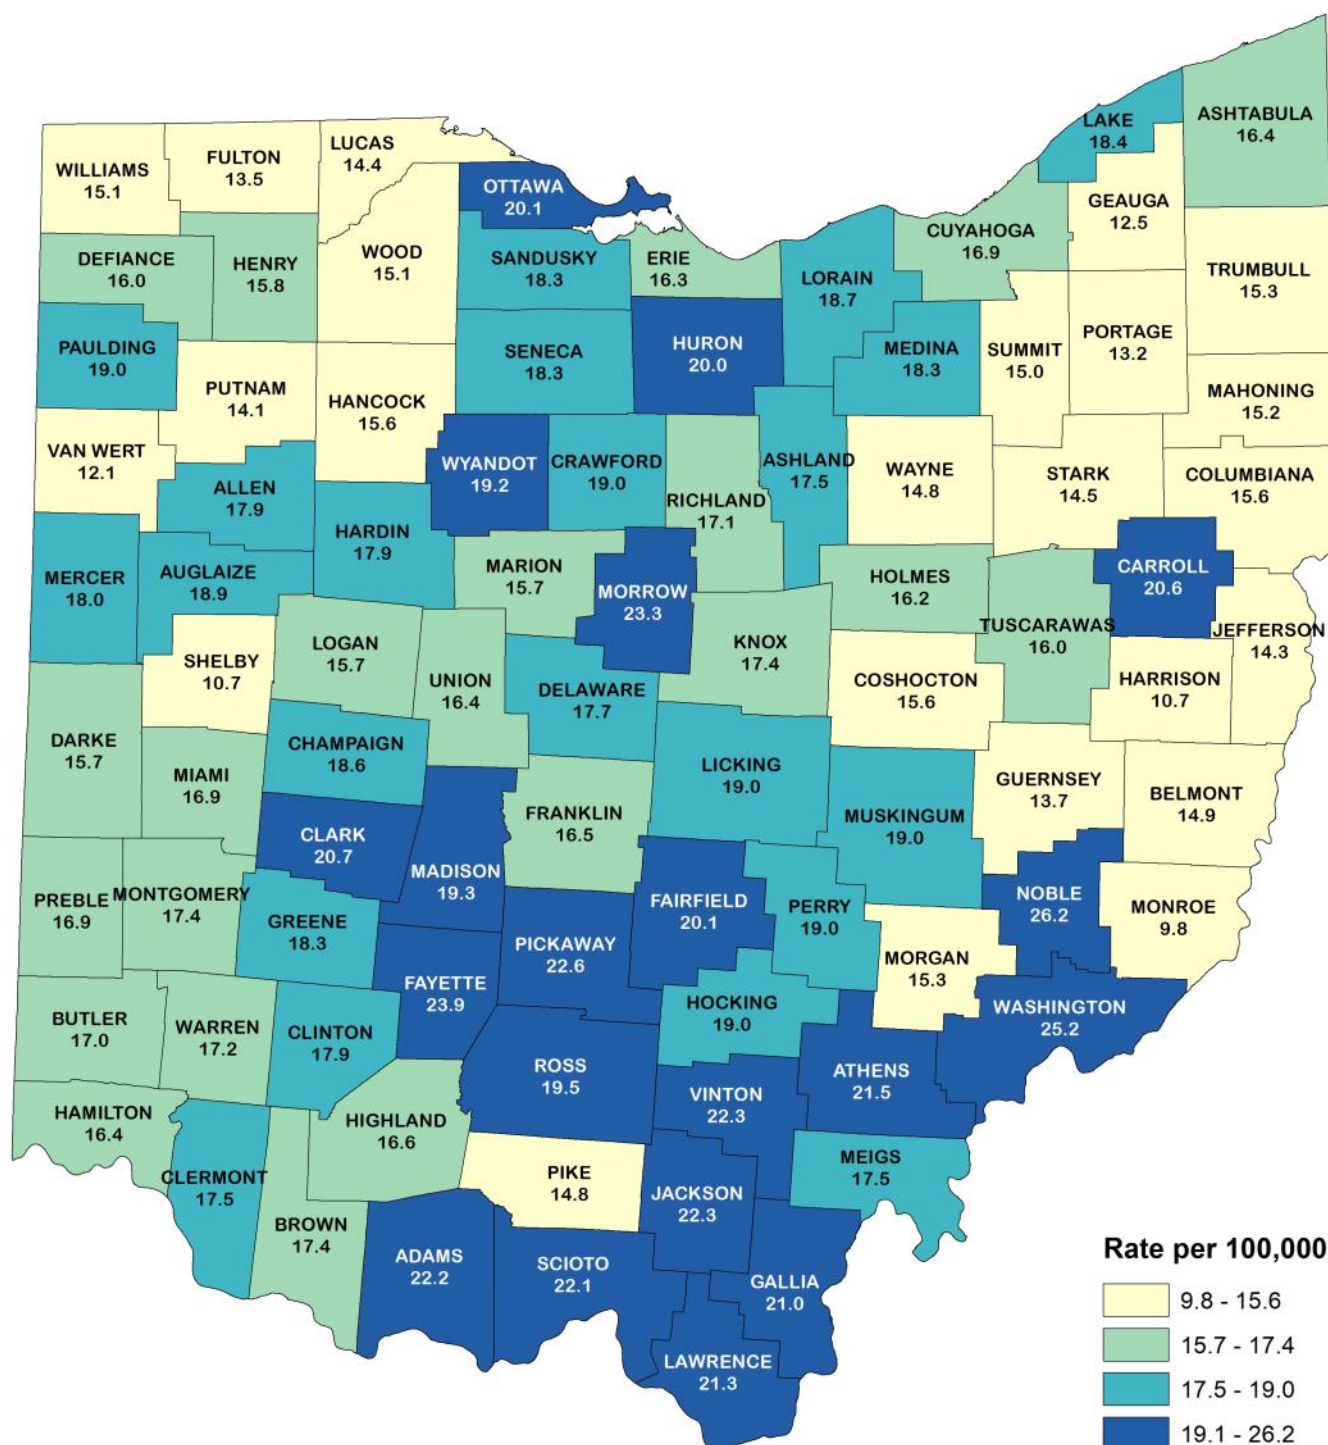 ASHTABULA
16.4
LAKE
18.4
LUCAS
14.4
FULTON
13.5
WILLIAMS
15.1
OTTAWA
20.1
GEAUGA
12.5
CUYAHOGA
16.9
WOOD
15.1
DEFIANCE
16.0
HENRY
15.8
SANDUSKY
18.3
ERIE
16.3
LORAIN
18.7
TRUMBULL
15.3
PAULDING
19.0
SENECA
18.3
HURON
20.0
MEDINA
18.3
SUMMIT
15.0
PORTAGE
13.2
PUTNAM
14.1
HANCOCK
15.6
MAHONING
15.2
VAN WERT
12.1
WYANDOT
19.2
CRAWFORD
19.0
ASHLAND
17.5
WAYNE
14.8
STARK
14.5
COLUMBIANA
15.6
ALLEN
17.9
RICHLAND
17.1
HARDIN
17.9
MERCER
18.0
AUGLAIZE
18.9
MARION
15.7
MORROW
23.3
HOLMES
16.2
CARROLL
20.6
TUSCARAWAS
16.0
JEFFERSON
14.3
LOGAN
15.7
KNOX
17.4
SHELBY
10.7
UNION
16.4
DELAWARE
17.7
COSHOCTON
15.6
HARRISON
10.7
DARKE
15.7
CHAMPAIGN
18.6
MIAMI
16.9
LICKING
19.0
GUERNSEY
13.7
BELMONT
14.9
FRANKLIN
16.5
MUSKINGUM
19.0
CLARK
20.7
MADISON
19.3
PREBLE
16.9
MONTGOMERY
17.4
FAIRFIELD
20.1
PERRY
19.0
NOBLE
26.2
MONROE
9.8
GREENE
18.3
PICKAWAY
22.6
MORGAN
15.3
FAYETTE
23.9
HOCKING
19.0
WASHINGTON
25.2
BUTLER
17.0
WARREN
17.2
CLINTON
17.9
ROSS
19.5
ATHENS
21.5
VINTON
22.3
HAMILTON
16.4
HIGHLAND
16.6
MEIGS
17.5
CLERMONT
17.5
PIKE
14.8
JACKSON
22.3
BROWN
17.4
ADAMS
22.2
SCIOTO
22.1
GALLIA
21.0
LAWRENCE
21.3
Rate per 100,000
9.8 - 15.6
15.7 - 17.4
17.5 - 19.0
19.1 - 26.2